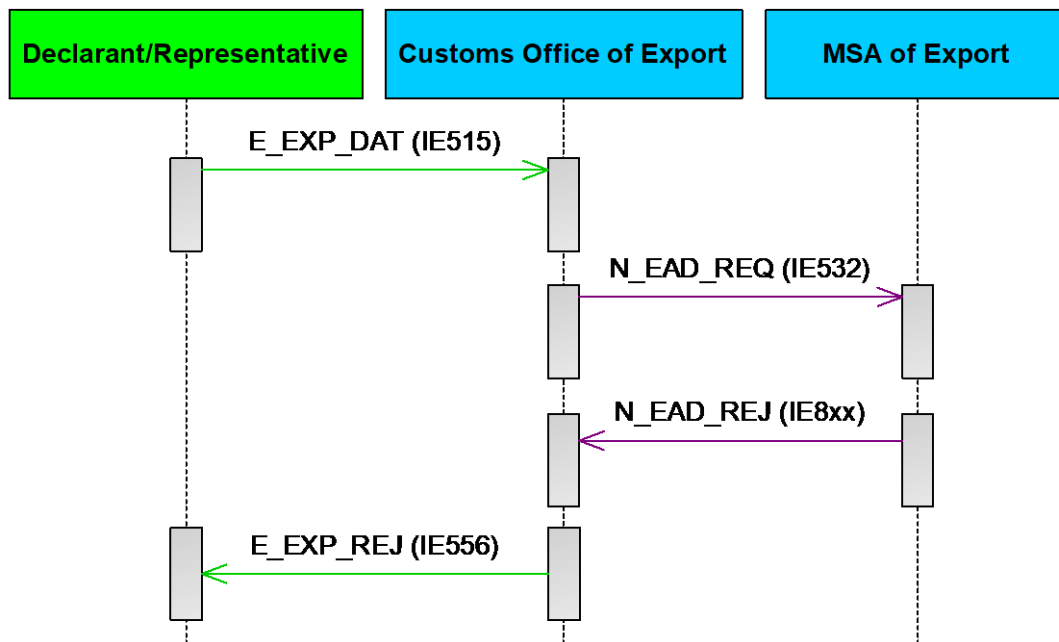 Declarant/Representative
Customs Office of Export
MSA of Export
E_EXP_DAT (IE515)
N_EAD_REQ (IE532)
N_EAD_REJ (IE8xx)
E_EXP_REJ (IE556)